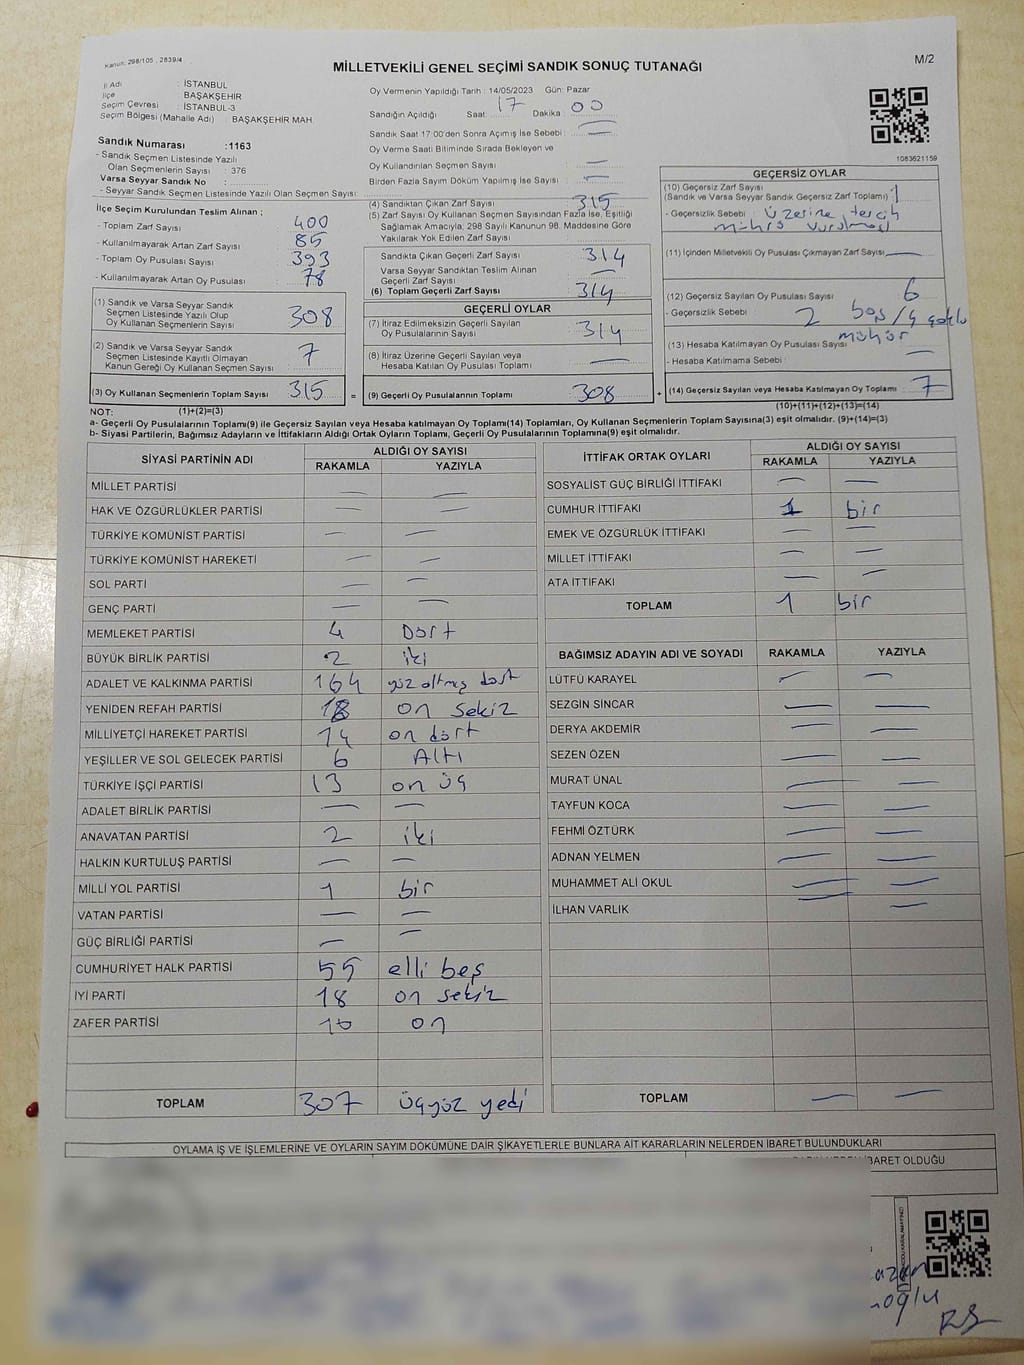 Kanun: 298/105 , 2839/4
MİLLETVEKİLİ GENEL SEÇİMİ SANDIK SONUÇ TUTANAĞI
M/2
İl Adı : İSTANBUL
İlçe : BAŞAKŞEHİR
Seçim Çevresi : İSTANBUL-3
Seçim Bölgesi (Mahalle Adı) : BAŞAKŞEHİR MAH
Oy Vermenin Yapıldığı Tarih : 14/05/2023 Gün: Pazar
Sandığın Açıldığı Saat: 17 Dakika: 00
Sandık Saat 17:00'den Sonra Açılmış İse Sebebi : —
Oy Verme Saati Bitiminde Sırada Bekleyen ve
Oy Kullandırılan Seçmen Sayısı —
Birden Fazla Sayım Döküm Yapılmış İse Sayısı : —
1083621159
Sandık Numarası :1163
- Sandık Seçmen Listesinde Yazılı
Olan Seçmenlerin Sayısı : 376
Varsa Seyyar Sandık No :
- Seyyar Sandık Seçmen Listesinde Yazılı Olan Seçmen Sayısı:
İlçe Seçim Kurulundan Teslim Alınan ;
- Toplam Zarf Sayısı : 400
- Kullanılmayarak Artan Zarf Sayısı : 85
- Toplam Oy Pusulası Sayısı : 393
- Kullanılmayarak Artan Oy Pusulası : 78
(1) Sandık ve Varsa Seyyar Sandık
Seçmen Listesinde Yazılı Olup
Oy Kullanan Seçmenlerin Sayısı : 308
(2) Sandık ve Varsa Seyyar Sandık
Seçmen Listesinde Kayıtlı Olmayan
Kanun Gereği Oy Kullanan Seçmen Sayısı : 7
(3) Oy Kullanan Seçmenlerin Toplam Sayısı : 315
(4) Sandıktan Çıkan Zarf Sayısı : 315
(5) Zarf Sayısı Oy Kullanan Seçmen Sayısından Fazla İse, Eşitliği
Sağlamak Amacıyla; 298 Sayılı Kanunun 98. Maddesine Göre
Yakılarak Yok Edilen Zarf Sayısı :
Sandıkta Çıkan Geçerli Zarf Sayısı : 314
Varsa Seyyar Sandıktan Teslim Alınan
Geçerli Zarf Sayısı : —
(6) Toplam Geçerli Zarf Sayısı : 314
GEÇERLİ OYLAR
(7) İtiraz Edilmeksizin Geçerli Sayılan
Oy Pusulalarının Sayısı : 314
(8) İtiraz Üzerine Geçerli Sayılan veya
Hesaba Katılan Oy Pusulası Toplamı : —
= (9) Geçerli Oy Pusulalarının Toplamı : 308
GEÇERSİZ OYLAR
(10) Geçersiz Zarf Sayısı
(Sandık ve Varsa Seyyar Sandık Geçersiz Zarf Toplamı) : 1
- Geçersizlik Sebebi : üzerine tercih
mührü vurulması
(11) İçinden Milletvekili Oy Pusulası Çıkmayan Zarf Sayısı : —
(12) Geçersiz Sayılan Oy Pusulası Sayısı : 6
- Geçersizlik Sebebi : 2 boş / 4 çoklu
mühür
(13) Hesaba Katılmayan Oy Pusulası Sayısı : —
- Hesaba Katılmama Sebebi :
+ (14) Geçersiz Sayılan veya Hesaba Katılmayan Oy Toplamı : 7
NOT: (1)+(2)=(3)
(10)+(11)+(12)+(13)=(14)
a- Geçerli Oy Pusulalarının Toplamı(9) ile Geçersiz Sayılan veya Hesaba katılmayan Oy Toplamı(14) Toplamları, Oy Kullanan Seçmenlerin Toplam Sayısına(3) eşit olmalıdır. (9)+(14)=(3)
b- Siyasi Partilerin, Bağımsız Adayların ve İttifakların Aldığı Ortak Oyların Toplamı, Geçerli Oy Pusulalarının Toplamına(9) eşit olmalıdır.
SİYASİ PARTİNİN ADI ALDIĞI OY SAYISI
RAKAMLA YAZIYLA
MİLLET PARTİSİ — —
HAK VE ÖZGÜRLÜKLER PARTİSİ — —
TÜRKİYE KOMÜNİST PARTİSİ — —
TÜRKİYE KOMÜNİST HAREKETİ — —
SOL PARTİ — —
GENÇ PARTİ — —
MEMLEKET PARTİSİ 4 Dört
BÜYÜK BİRLİK PARTİSİ 2 iki
ADALET VE KALKINMA PARTİSİ 164 yüz altmış dört
YENİDEN REFAH PARTİSİ 18 on sekiz
MİLLİYETÇİ HAREKET PARTİSİ 14 on dört
YEŞİLLER VE SOL GELECEK PARTİSİ 6 Altı
TÜRKİYE İŞÇİ PARTİSİ 13 on üç
ADALET BİRLİK PARTİSİ — —
ANAVATAN PARTİSİ 2 iki
HALKIN KURTULUŞ PARTİSİ — —
MİLLİ YOL PARTİSİ 1 bir
VATAN PARTİSİ — —
GÜÇ BİRLİĞİ PARTİSİ — —
CUMHURİYET HALK PARTİSİ 55 elli beş
İYİ PARTİ 18 on sekiz
ZAFER PARTİSİ 10 on
TOPLAM 307 üçyüz yedi
İTTİFAK ORTAK OYLARI ALDIĞI OY SAYISI
RAKAMLA YAZIYLA
SOSYALİST GÜÇ BİRLİĞİ İTTİFAKI — —
CUMHUR İTTİFAKI 1 bir
EMEK VE ÖZGÜRLÜK İTTİFAKI — —
MİLLET İTTİFAKI — —
ATA İTTİFAKI — —
TOPLAM 1 bir
BAĞIMSIZ ADAYIN ADI VE SOYADI RAKAMLA YAZIYLA
LÜTFÜ KARAYEL — —
SEZGİN SİNCAR — —
DERYA AKDEMİR — —
SEZEN ÖZEN — —
MURAT ÜNAL — —
TAYFUN KOCA — —
FEHMİ ÖZTÜRK — —
ADNAN YELMEN — —
MUHAMMET ALİ OKUL — —
İLHAN VARLIK — —
TOPLAM — —
OYLAMA İŞ VE İŞLEMLERİNE VE OYLARIN SAYIM DÖKÜMÜNE DAİR ŞİKAYETLERLE BUNLARA AİT KARARLARIN NELERDEN İBARET BULUNDUKLARI
İBARET OLDUĞU